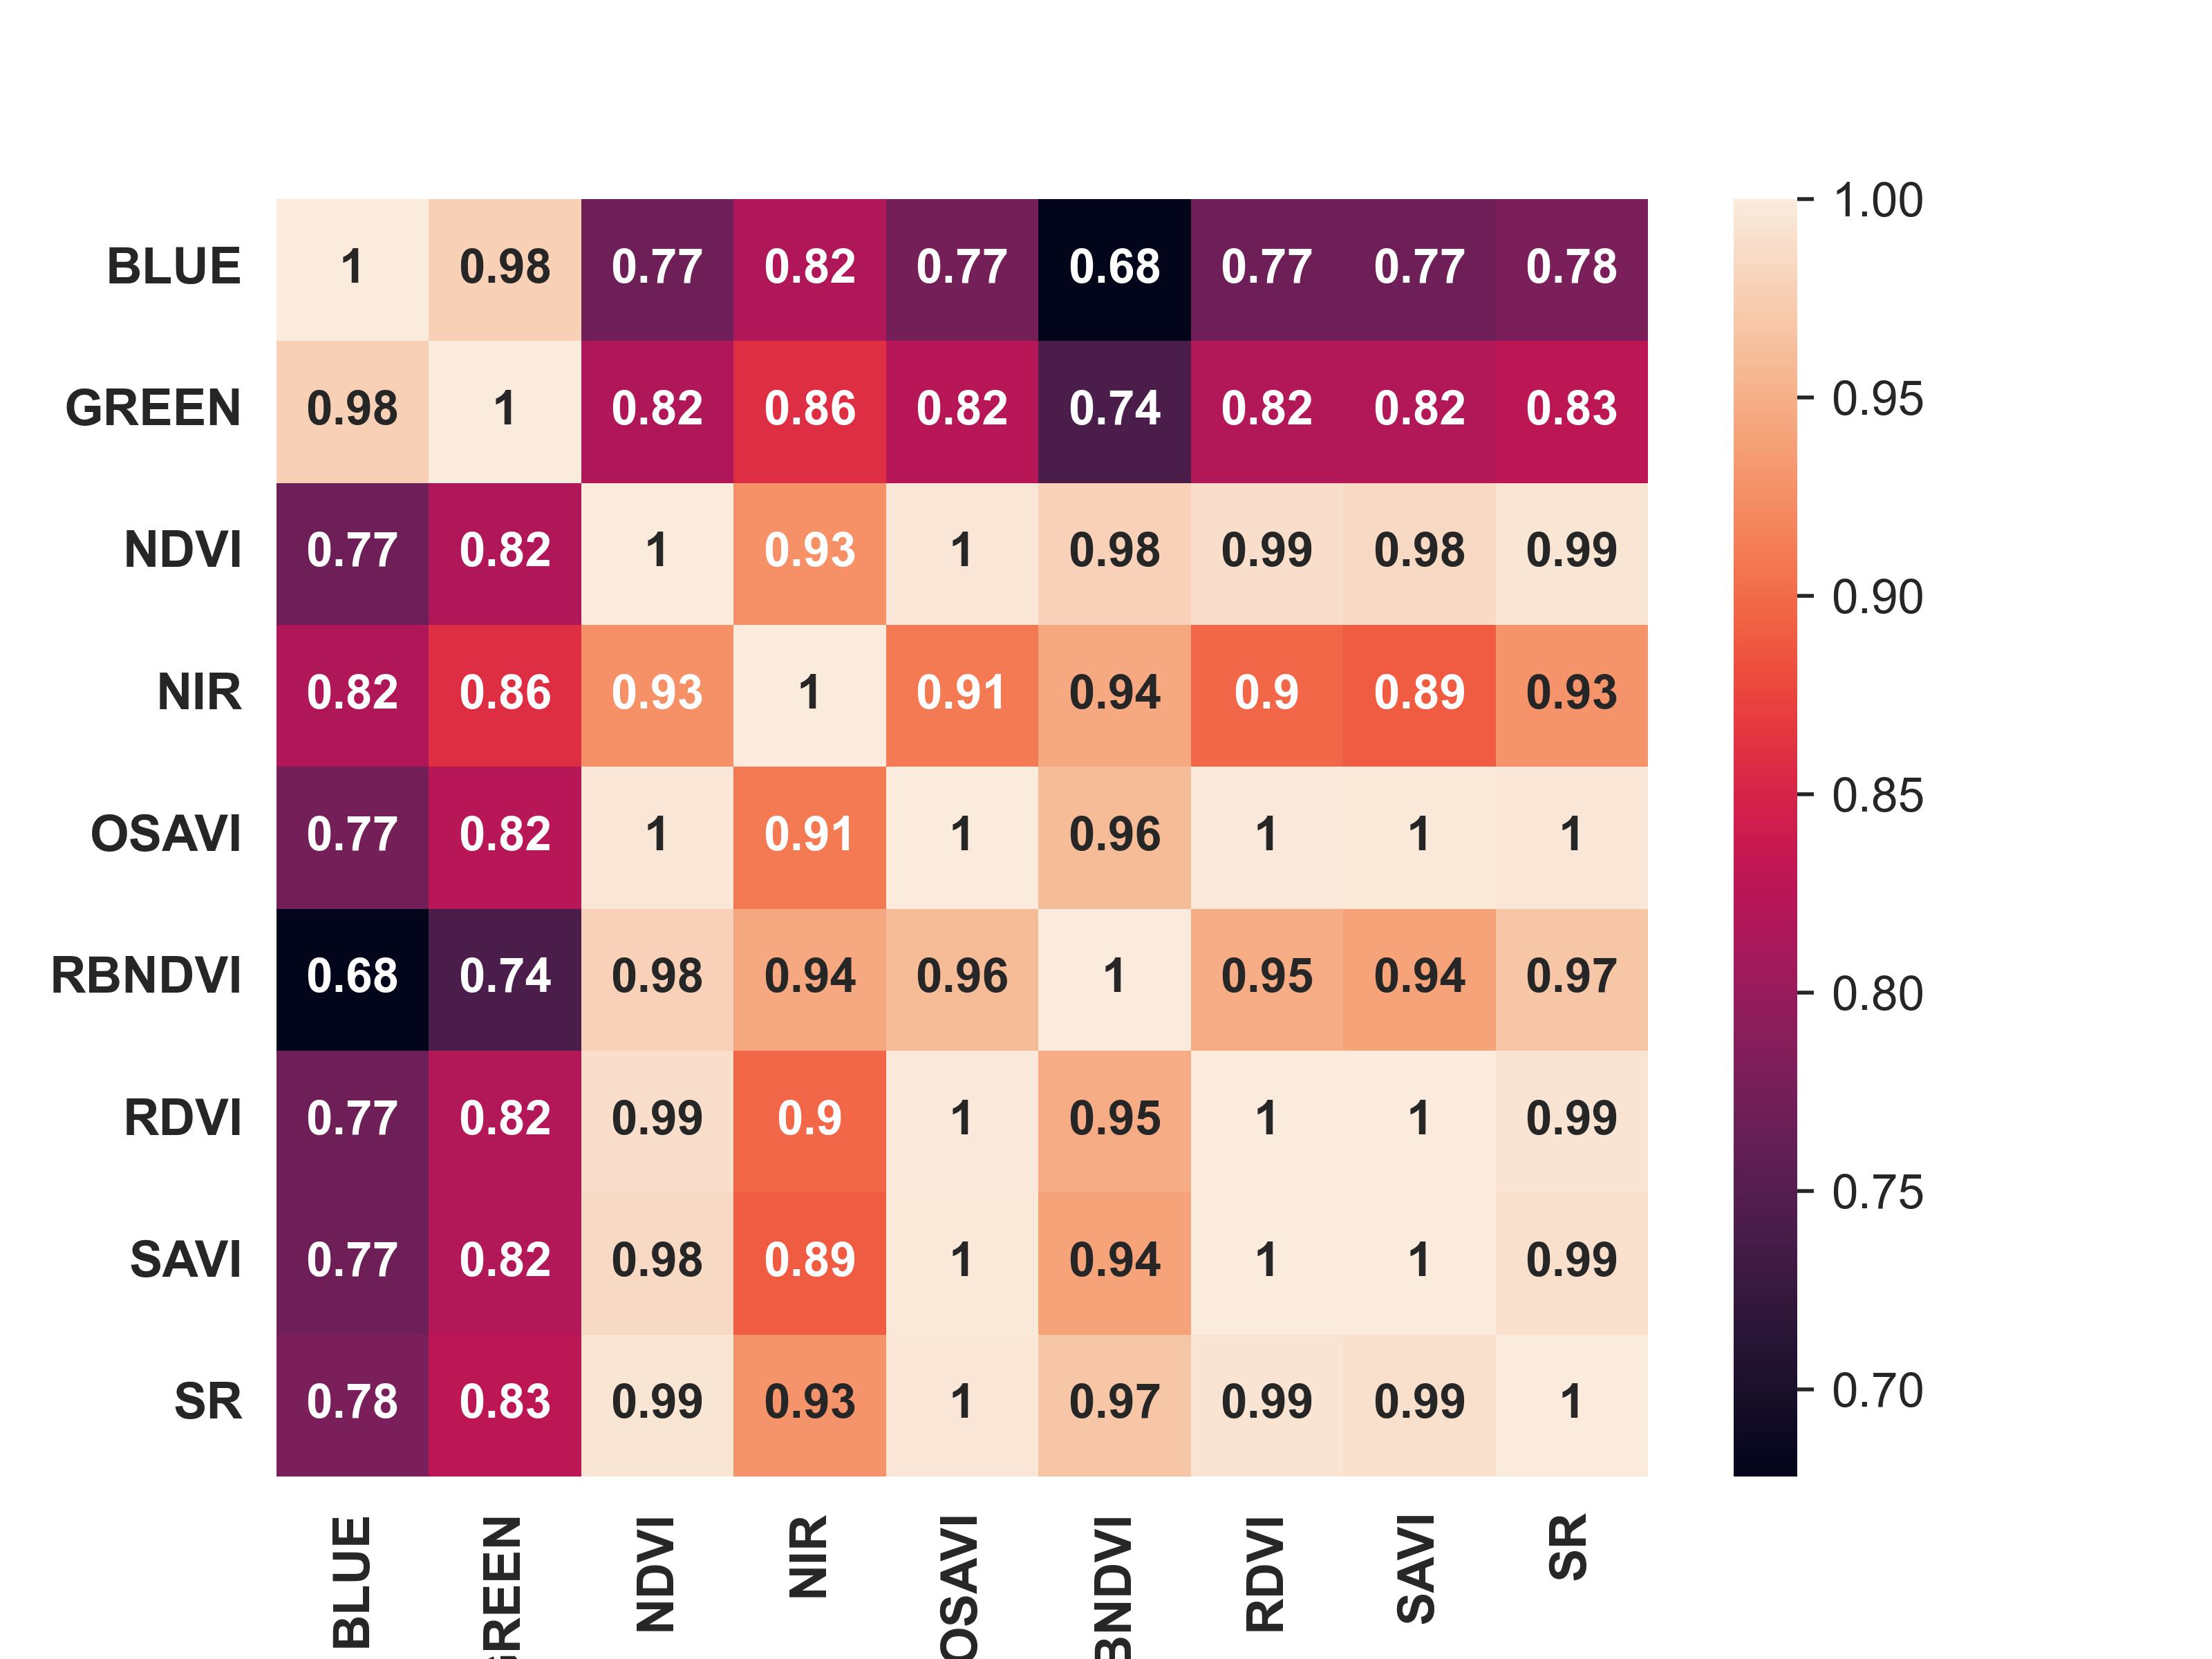 BLUE 1 0.98 0.77 0.82 0.77 0.68 0.77 0.77 0.78
GREEN 0.98 1 0.82 0.86 0.82 0.74 0.82 0.82 0.83
NDVI 0.77 0.82 1 0.93 1 0.98 0.99 0.98 0.99
NIR 0.82 0.86 0.93 1 0.91 0.94 0.9 0.89 0.93
OSAVI 0.77 0.82 1 0.91 1 0.96 1 1 1
RBNDVI 0.68 0.74 0.98 0.94 0.96 1 0.95 0.94 0.97
RDVI 0.77 0.82 0.99 0.9 1 0.95 1 1 0.99
SAVI 0.77 0.82 0.98 0.89 1 0.94 1 1 0.99
SR 0.78 0.83 0.99 0.93 1 0.97 0.99 0.99 1
BLUE
GREEN
NDVI
NIR
OSAVI
BNDVI
RDVI
SAVI
SR
1.00
0.95
0.90
0.85
0.80
0.75
0.70